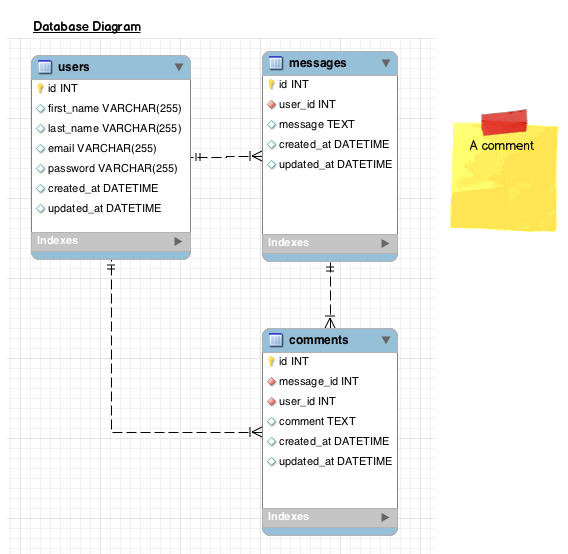 Database Diagram
users
id INT
first_name VARCHAR(255)
last_name VARCHAR(255)
email VARCHAR(255)
password VARCHAR(255)
created_at DATETIME
updated_at DATETIME
Indexes
messages
id INT
user_id INT
message TEXT
created_at DATETIME
updated_at DATETIME
Indexes
A comment
comments
id INT
message_id INT
user_id INT
comment TEXT
created_at DATETIME
updated_at DATETIME
Indexes